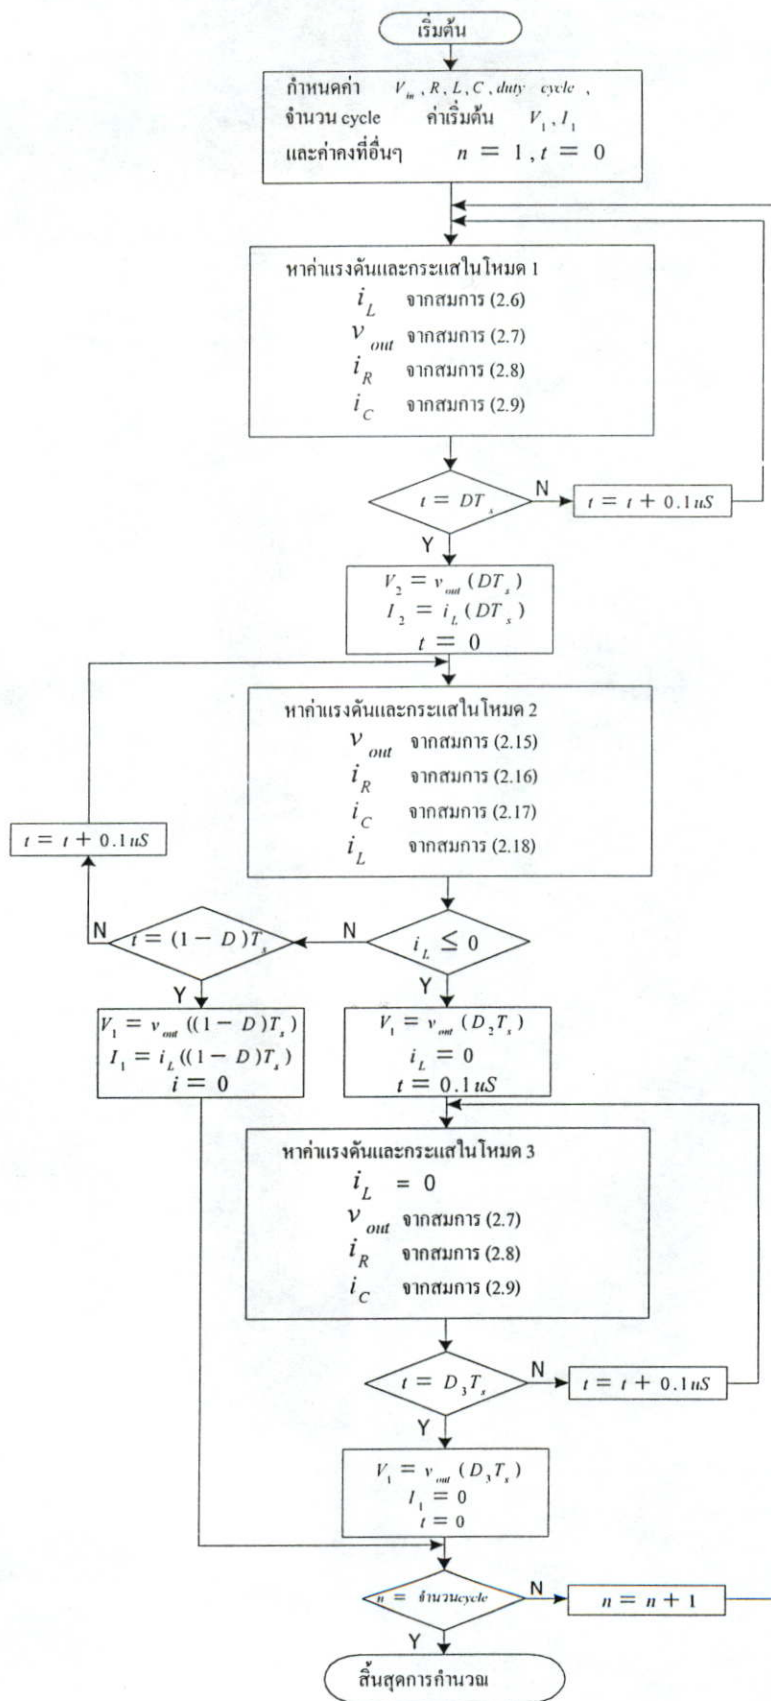 เริ่มต้น
กำหนดค่า V_in , R , L , C , duty cycle ,
จำนวน cycle ค่าเริ่มต้น V_1 , I_1
และค่าคงที่อื่นๆ n = 1 , t = 0
หาค่าแรงดันและกระแสในโหมด 1
i_L จากสมการ (2.6)
v_out จากสมการ (2.7)
i_R จากสมการ (2.8)
i_C จากสมการ (2.9)
t = DT_s
N
t = t + 0.1uS
Y
V_2 = v_out (DT_s)
I_2 = i_L (DT_s)
t = 0
หาค่าแรงดันและกระแสในโหมด 2
v_out จากสมการ (2.15)
i_R จากสมการ (2.16)
i_C จากสมการ (2.17)
i_L จากสมการ (2.18)
t = t + 0.1uS
N
t = (1 - D)T_s
N
i_L ≤ 0
Y
Y
V_1 = v_out ((1 - D)T_s)
I_1 = i_L ((1 - D)T_s)
i = 0
V_1 = v_out (D_2T_s)
i_L = 0
t = 0.1uS
หาค่าแรงดันและกระแสในโหมด 3
i_L = 0
v_out จากสมการ (2.7)
i_R จากสมการ (2.8)
i_C จากสมการ (2.9)
t = D_3T_s
N
t = t + 0.1uS
Y
V_1 = v_out (D_3T_s)
I_1 = 0
t = 0
n = จำนวนcycle
N
n = n + 1
Y
สิ้นสุดการคำนวณ